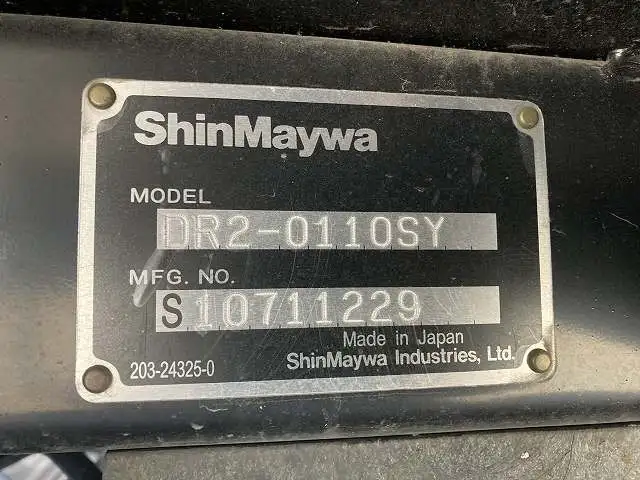 ShinMaywa
MODEL
DR2-0110SY
MFG. NO.
S10711229
Made in Japan
203-24325-0
ShinMaywa Industries, Ltd.